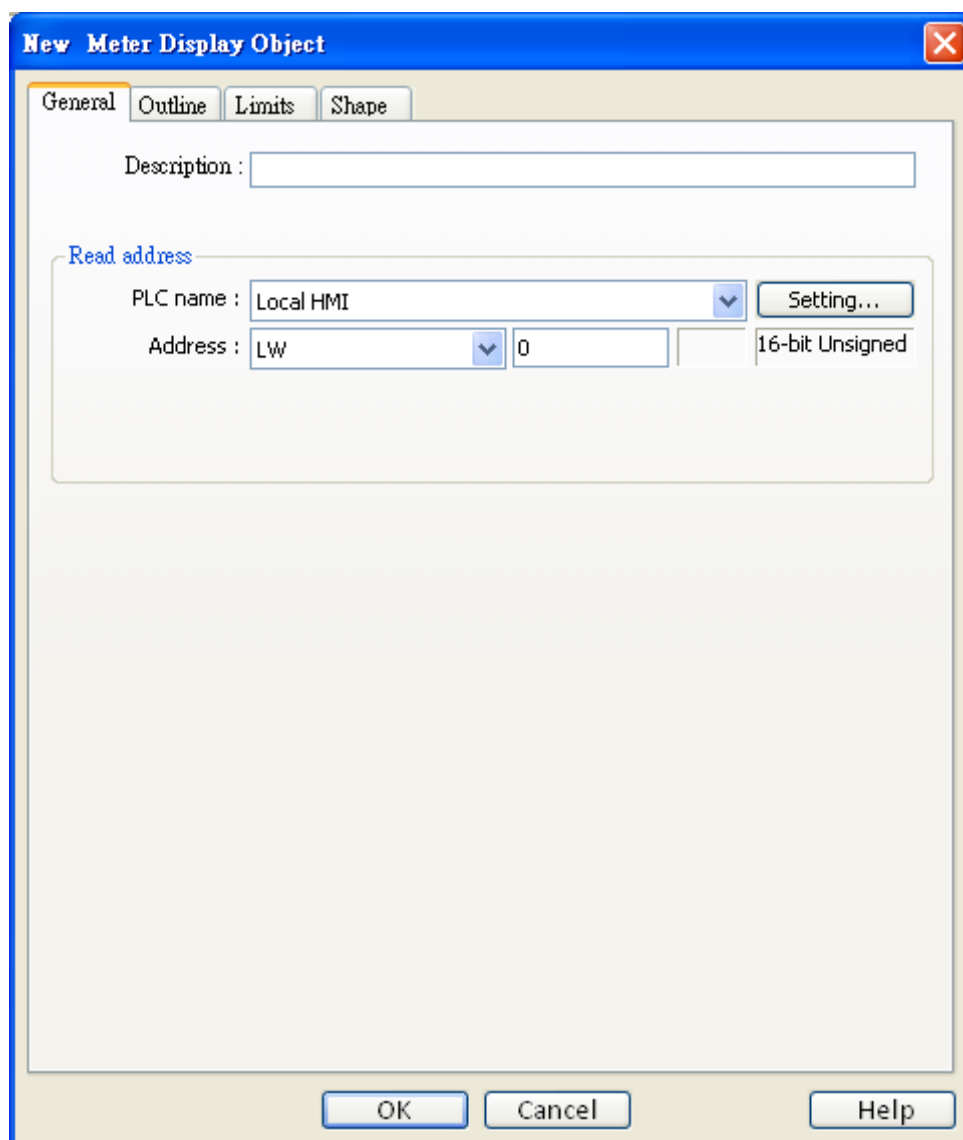 New Meter Display Object
General Outline Limits Shape
Description :
Read address
PLC name : Local HMI Setting...
Address : LW 0 16-bit Unsigned
OK Cancel Help